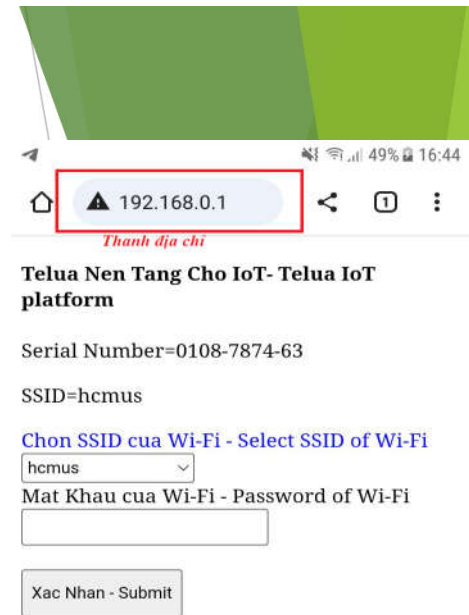 49% 16:44
192.168.0.1
1
Thanh địa chỉ
Telua Nen Tang Cho IoT- Telua IoT
platform
Serial Number=0108-7874-63
SSID=hcmus
Chon SSID cua Wi-Fi - Select SSID of Wi-Fi
hcmus
Mat Khau cua Wi-Fi - Password of Wi-Fi
Xac Nhan - Submit